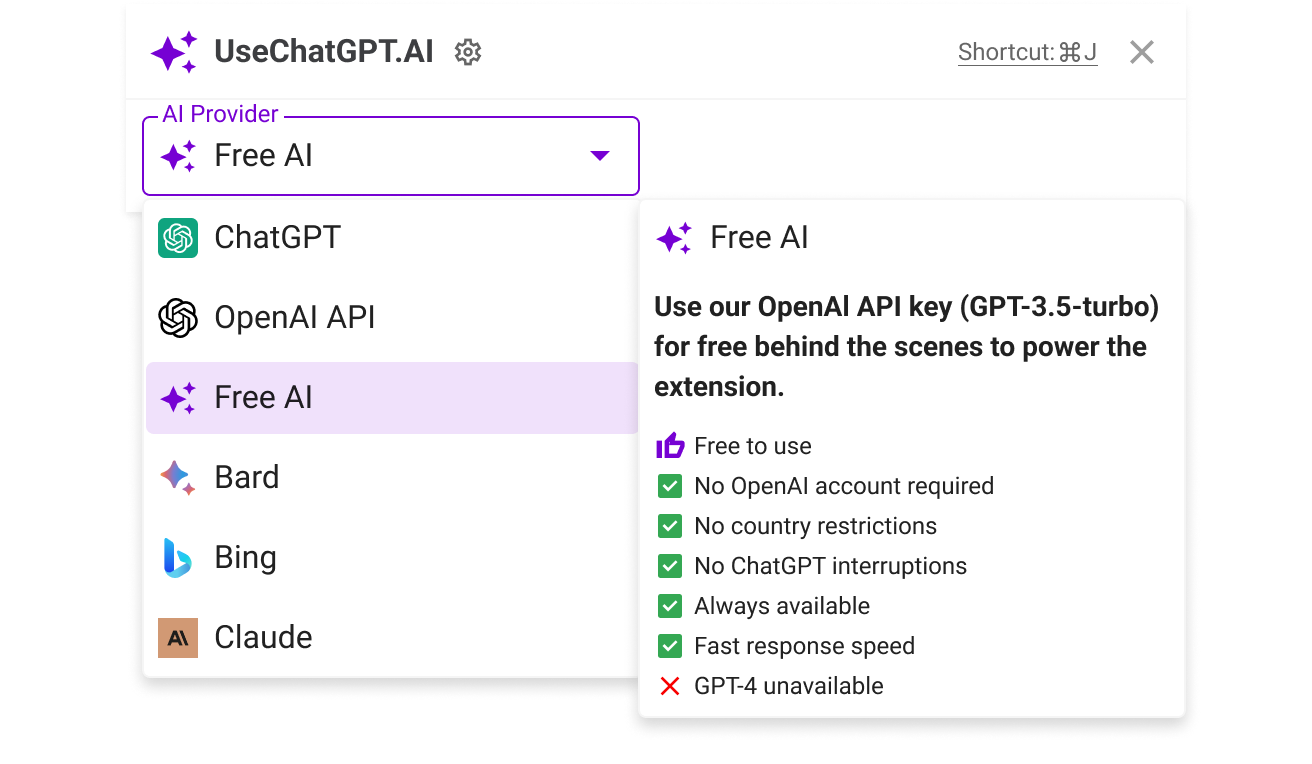 UseChatGPT.AI
Shortcut:⌘J
AI Provider
Free AI
ChatGPT
OpenAI API
Free AI
Bard
Bing
Claude
Free AI
Use our OpenAI API key (GPT-3.5-turbo)
for free behind the scenes to power the
extension.
Free to use
No OpenAI account required
No country restrictions
No ChatGPT interruptions
Always available
Fast response speed
GPT-4 unavailable